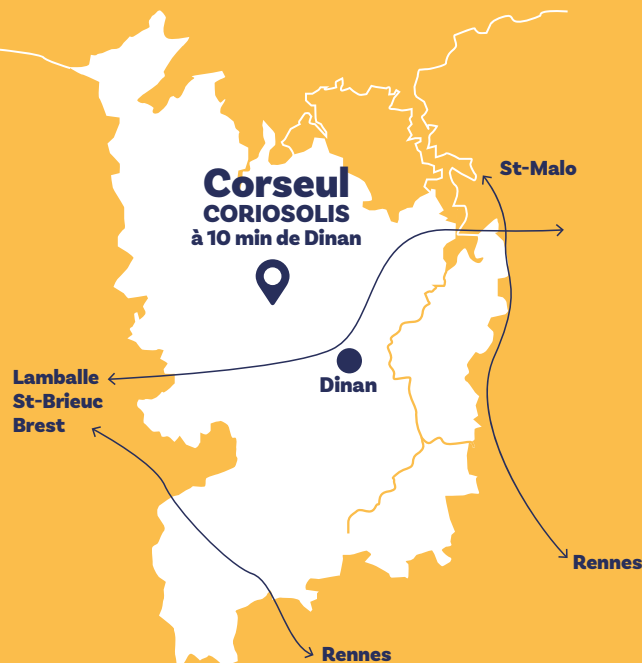 St-Malo
Corseul
CORIOSOLIS
à 10 min de Dinan
Lamballe
St-Brieuc
Brest
Dinan
Rennes
Rennes